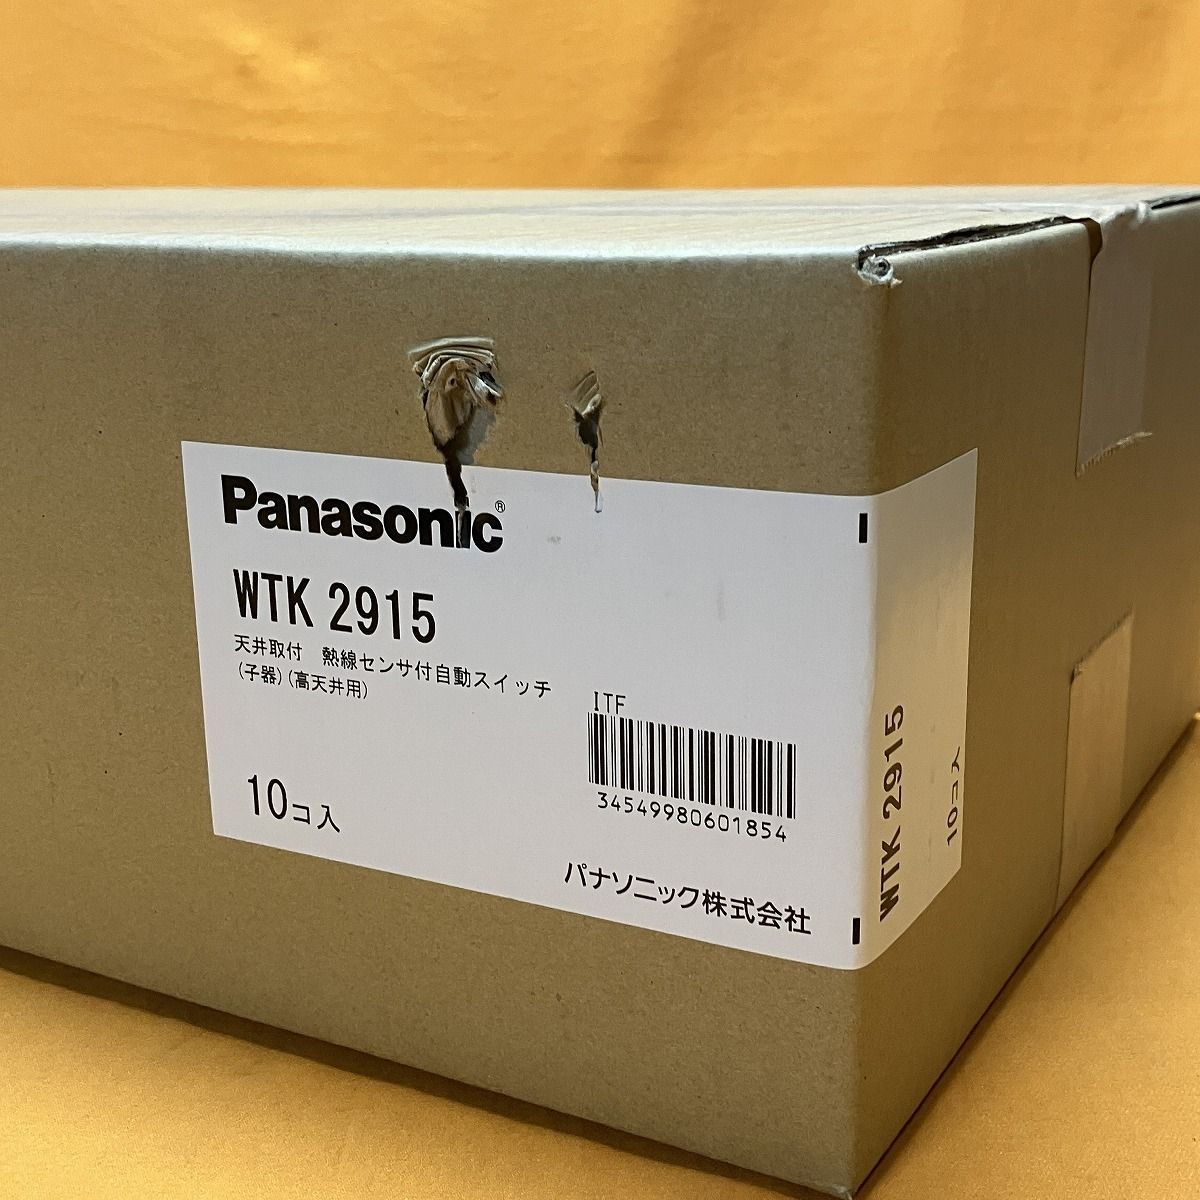 Panasonic®
WTK 2915
天井取付 熱線センサ付自動スイッチ
(子器)(高天井用)
ITF
34549980601854
10コ入
パナソニック株式会社
WTK 2915
10コ入